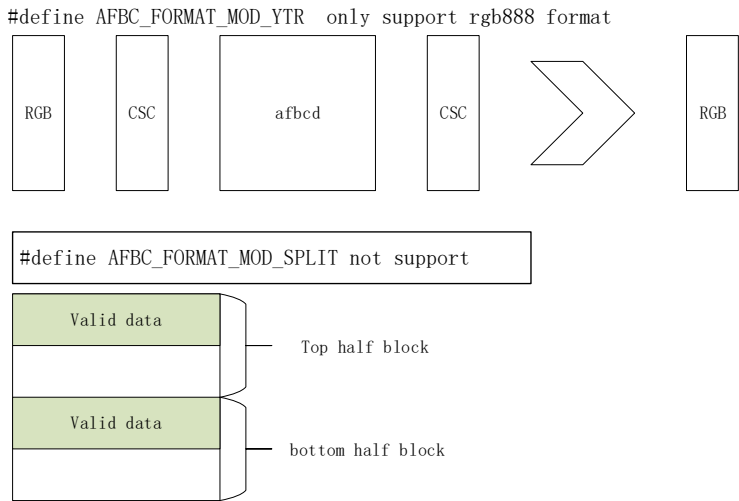 #define AFBC_FORMAT_MOD_YTR only support rgb888 format
RGB
CSC
afbcd
CSC
RGB
#define AFBC_FORMAT_MOD_SPLIT not support
Valid data
Top half block
Valid data
bottom half block